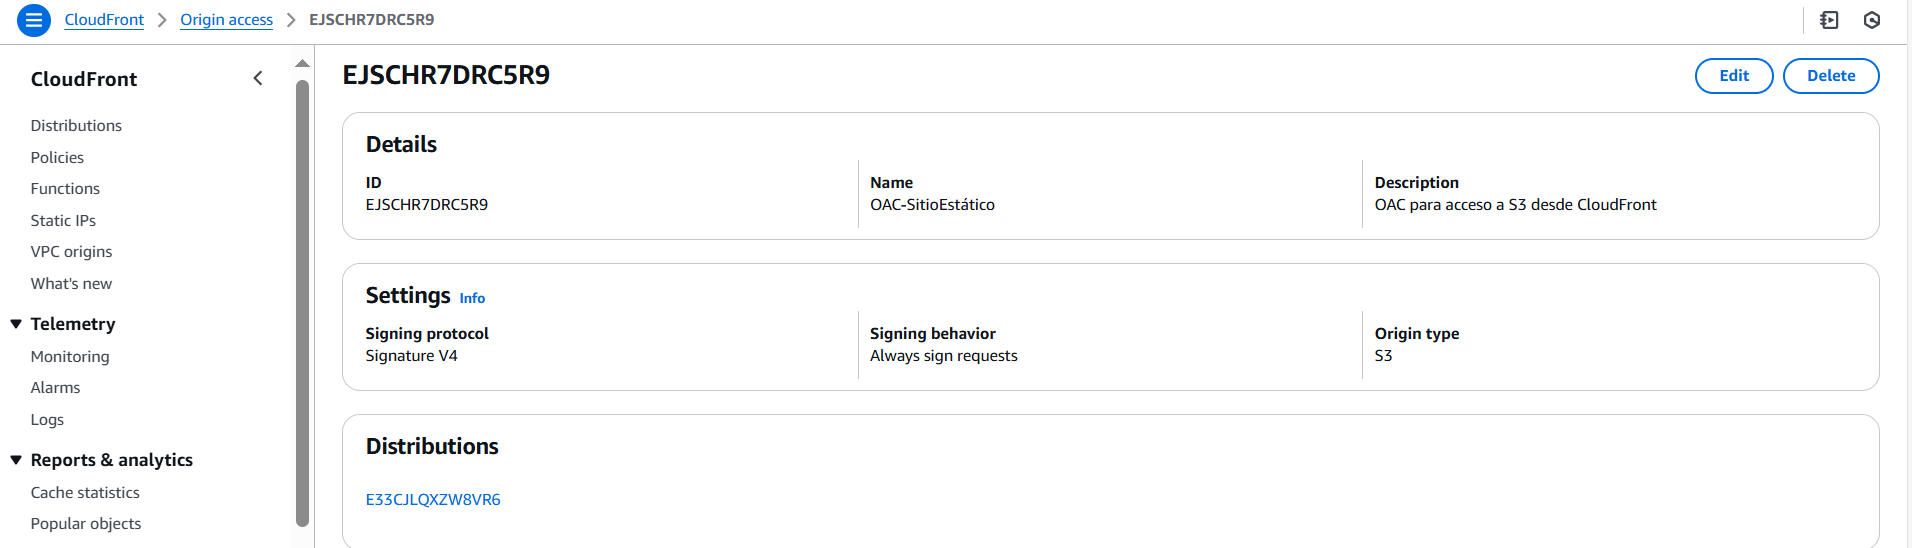 CloudFront > Origin access > EJSCHR7DRC5R9
CloudFront
Distributions
Policies
Functions
Static IPs
VPC origins
What's new
Telemetry
Monitoring
Alarms
Logs
Reports & analytics
Cache statistics
Popular objects
EJSCHR7DRC5R9
Edit
Delete
Details
ID
EJSCHR7DRC5R9
Name
OAC-SitioEstático
Description
OAC para acceso a S3 desde CloudFront
Settings Info
Signing protocol
Signature V4
Signing behavior
Always sign requests
Origin type
S3
Distributions
E33CJLQXZW8VR6